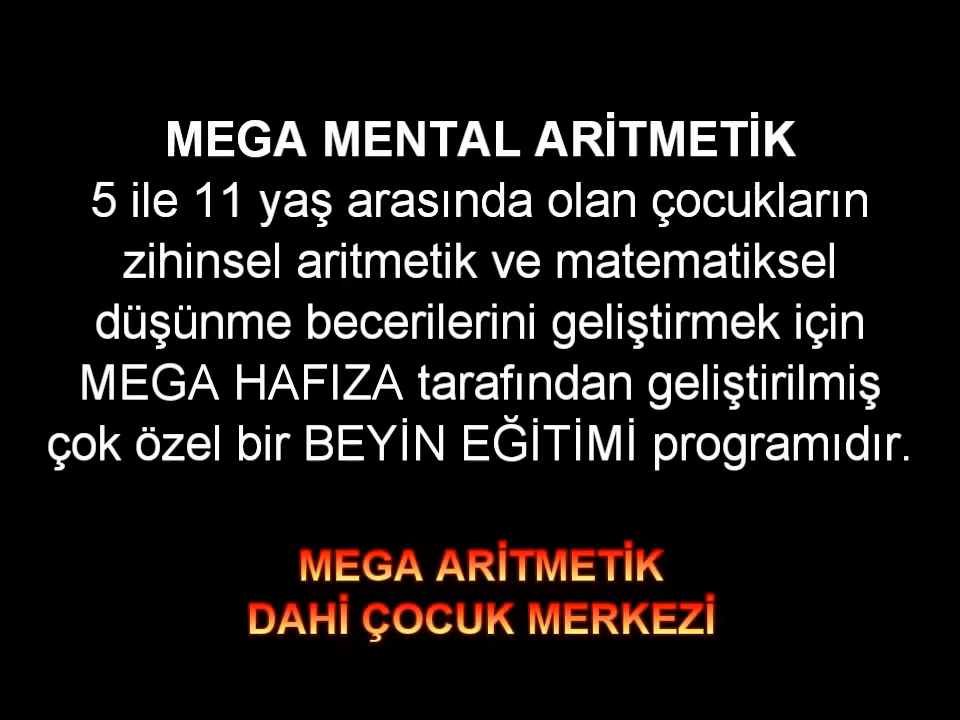 MEGA MENTAL ARİTMETİK
5 ile 11 yaş arasında olan çocukların
zihinsel aritmetik ve matematiksel
düşünme becerilerini geliştirmek için
MEGA HAFIZA tarafından geliştirilmiş
çok özel bir BEYİN EĞİTİMİ programıdır.
MEGA ARİTMETİK
DAHİ ÇOCUK MERKEZİ